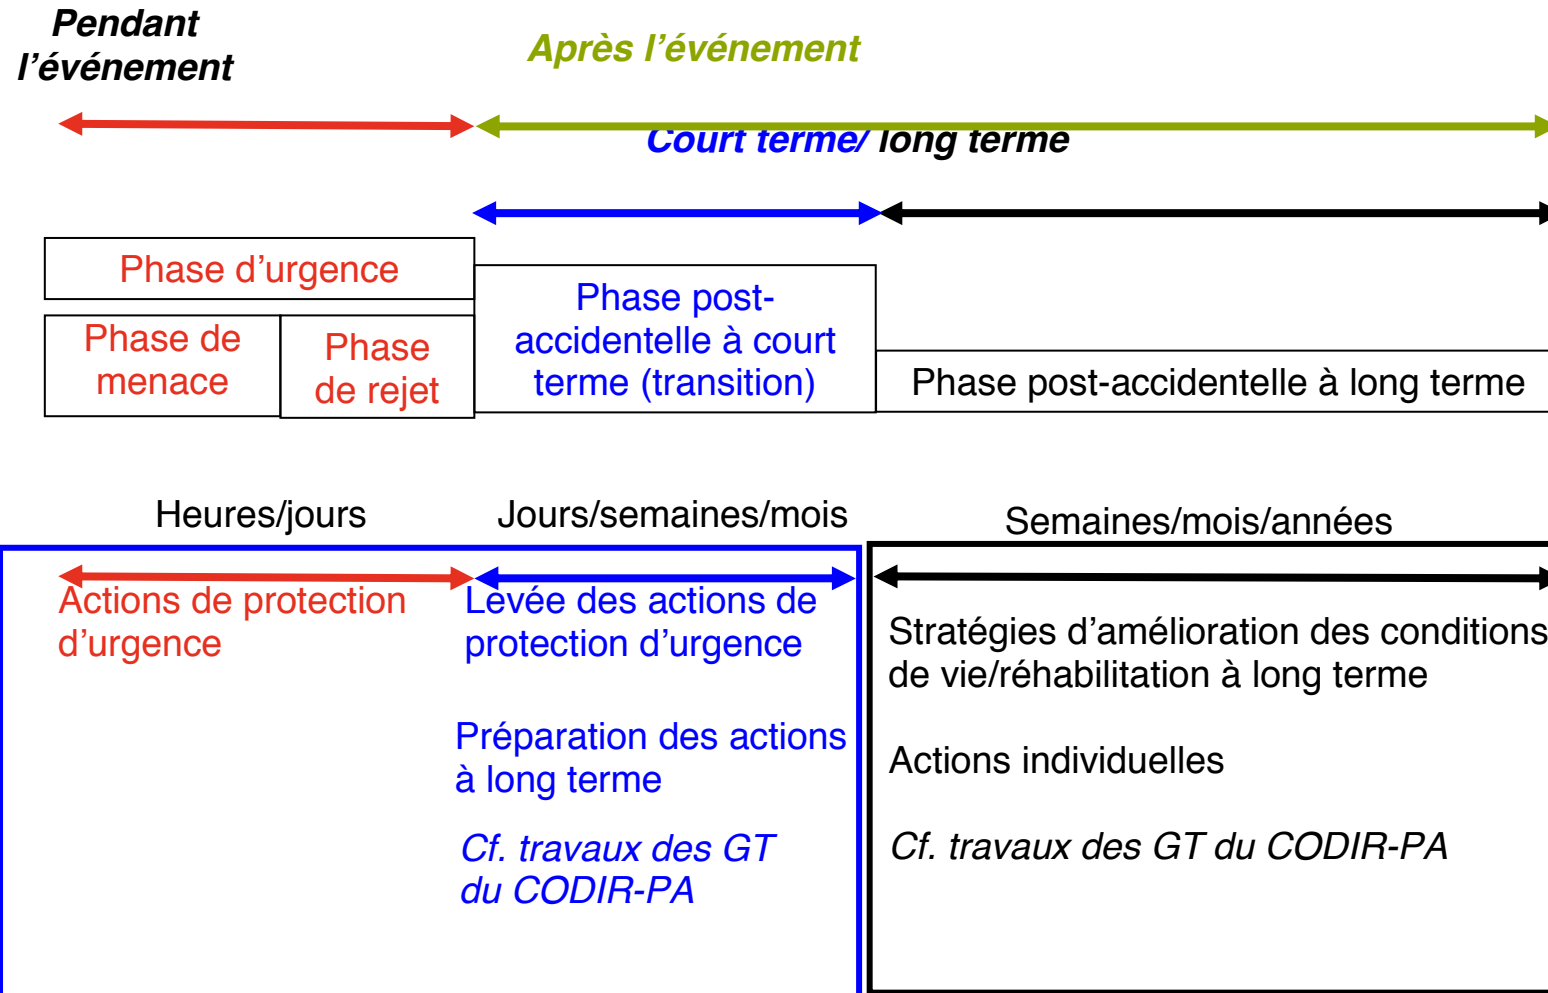 Pendant
l’événement
Après l’événement
Court terme/ long terme
Phase d’urgence
Phase de
menace
Phase
de rejet
Phase post-
accidentelle à court
terme (transition)
Phase post-accidentelle à long terme
Heures/jours
Jours/semaines/mois
Semaines/mois/années
Actions de protection
d’urgence
Levée des actions de
protection d’urgence
Préparation des actions
à long terme
Cf. travaux des GT
du CODIR-PA
Stratégies d’amélioration des conditions
de vie/réhabilitation à long terme
Actions individuelles
Cf. travaux des GT du CODIR-PA